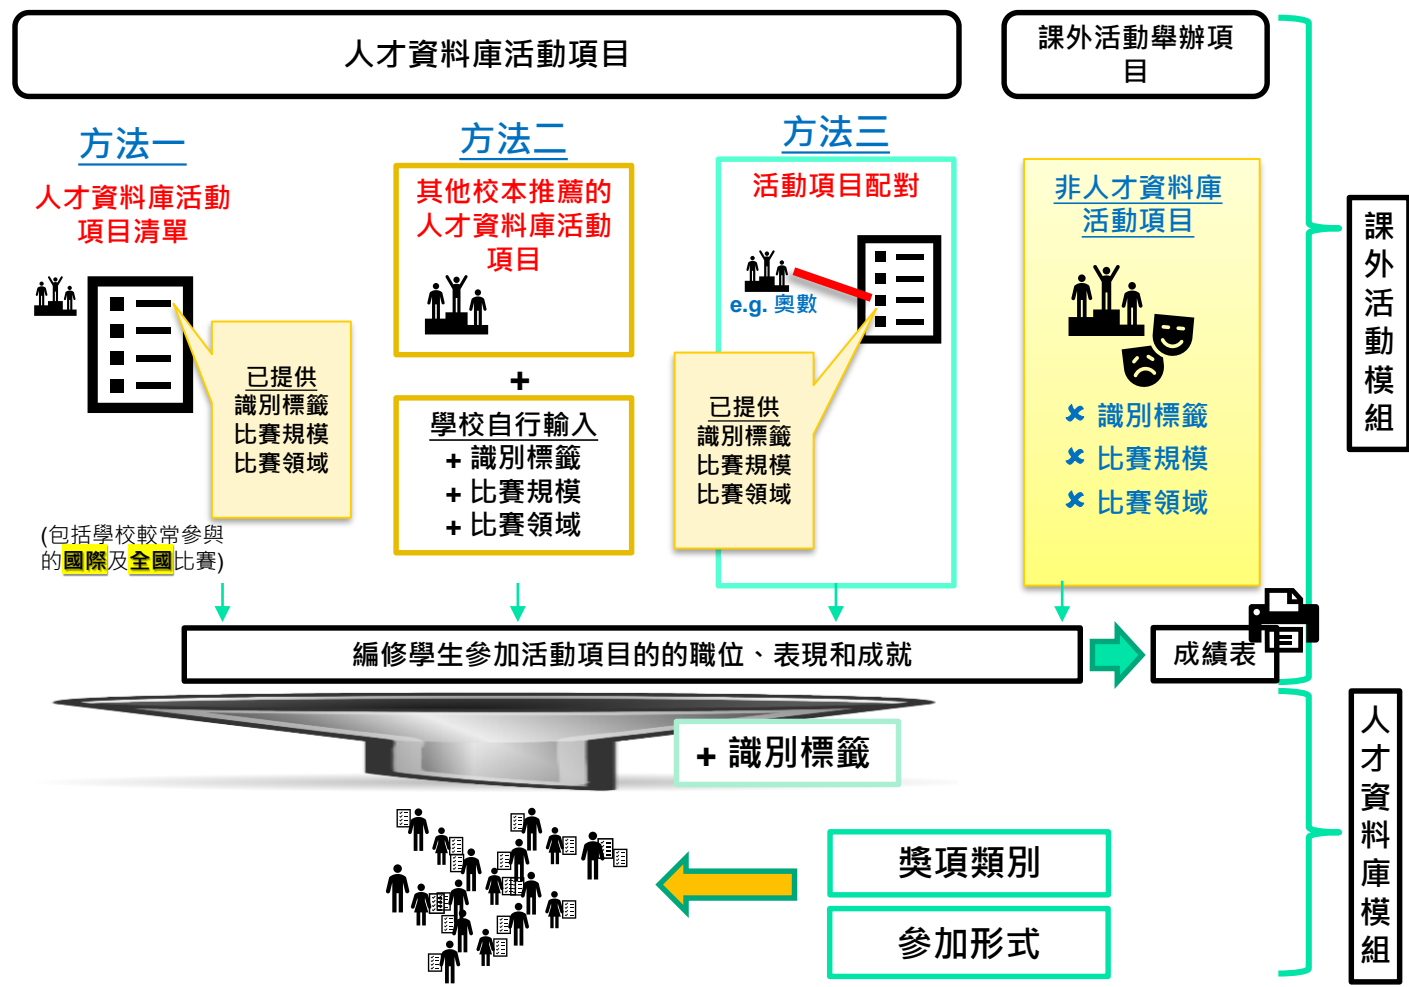 人才資料庫活動項目
課外活動舉辦項
目
方法一
人才資料庫活動
項目清單
已提供
識別標籤
比賽規模
比賽領域
(包括學校較常參與
的國際及全國比賽)
方法二
其他校本推薦的
人才資料庫活動
項目
+
學校自行輸入
+ 識別標籤
+ 比賽規模
+ 比賽領域
方法三
活動項目配對
e.g. 奧數
已提供
識別標籤
比賽規模
比賽領域
非人才資料庫
活動項目
✘ 識別標籤
✘ 比賽規模
✘ 比賽領域
課外活動模組
編修學生參加活動項目的的職位、表現和成就
成績表
+ 識別標籤
獎項類別
參加形式
人才資料庫模組